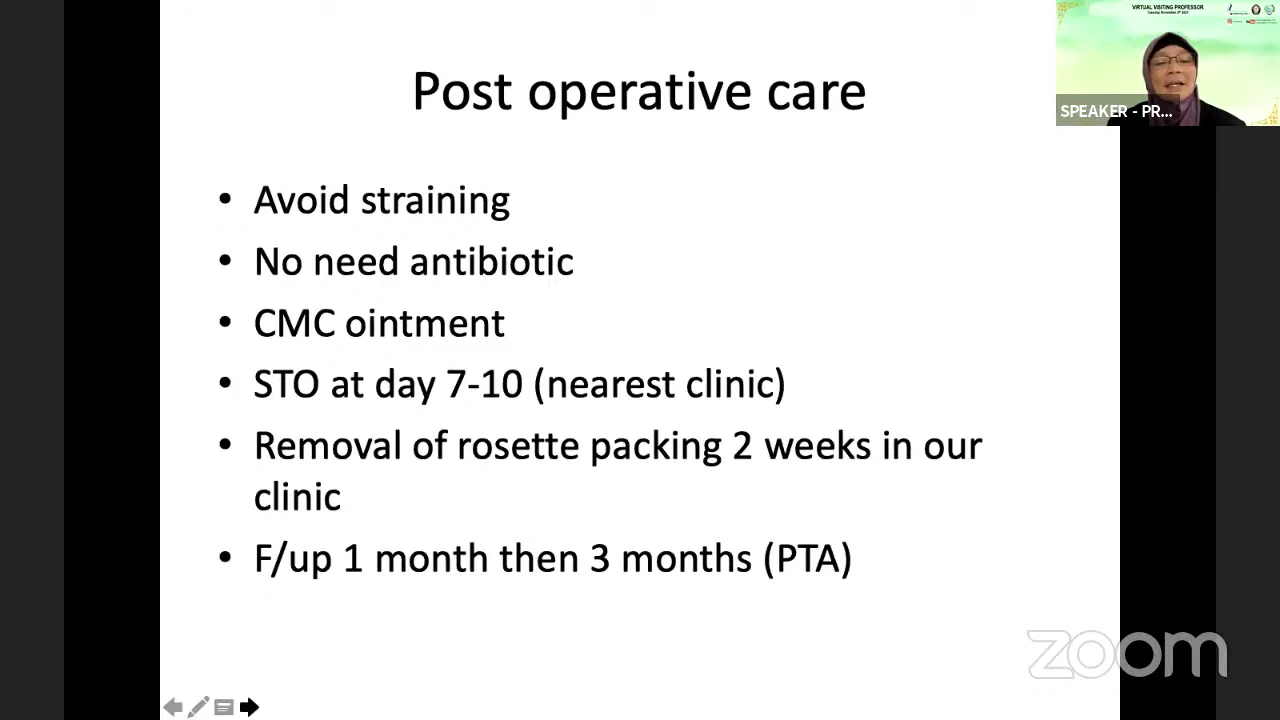 VIRTUAL VISITING PROFESSOR
SPEAKER - PR...
Post operative care
• Avoid straining
• No need antibiotic
• CMC ointment
• STO at day 7-10 (nearest clinic)
• Removal of rosette packing 2 weeks in our
clinic
• F/up 1 month then 3 months (PTA)
zoom